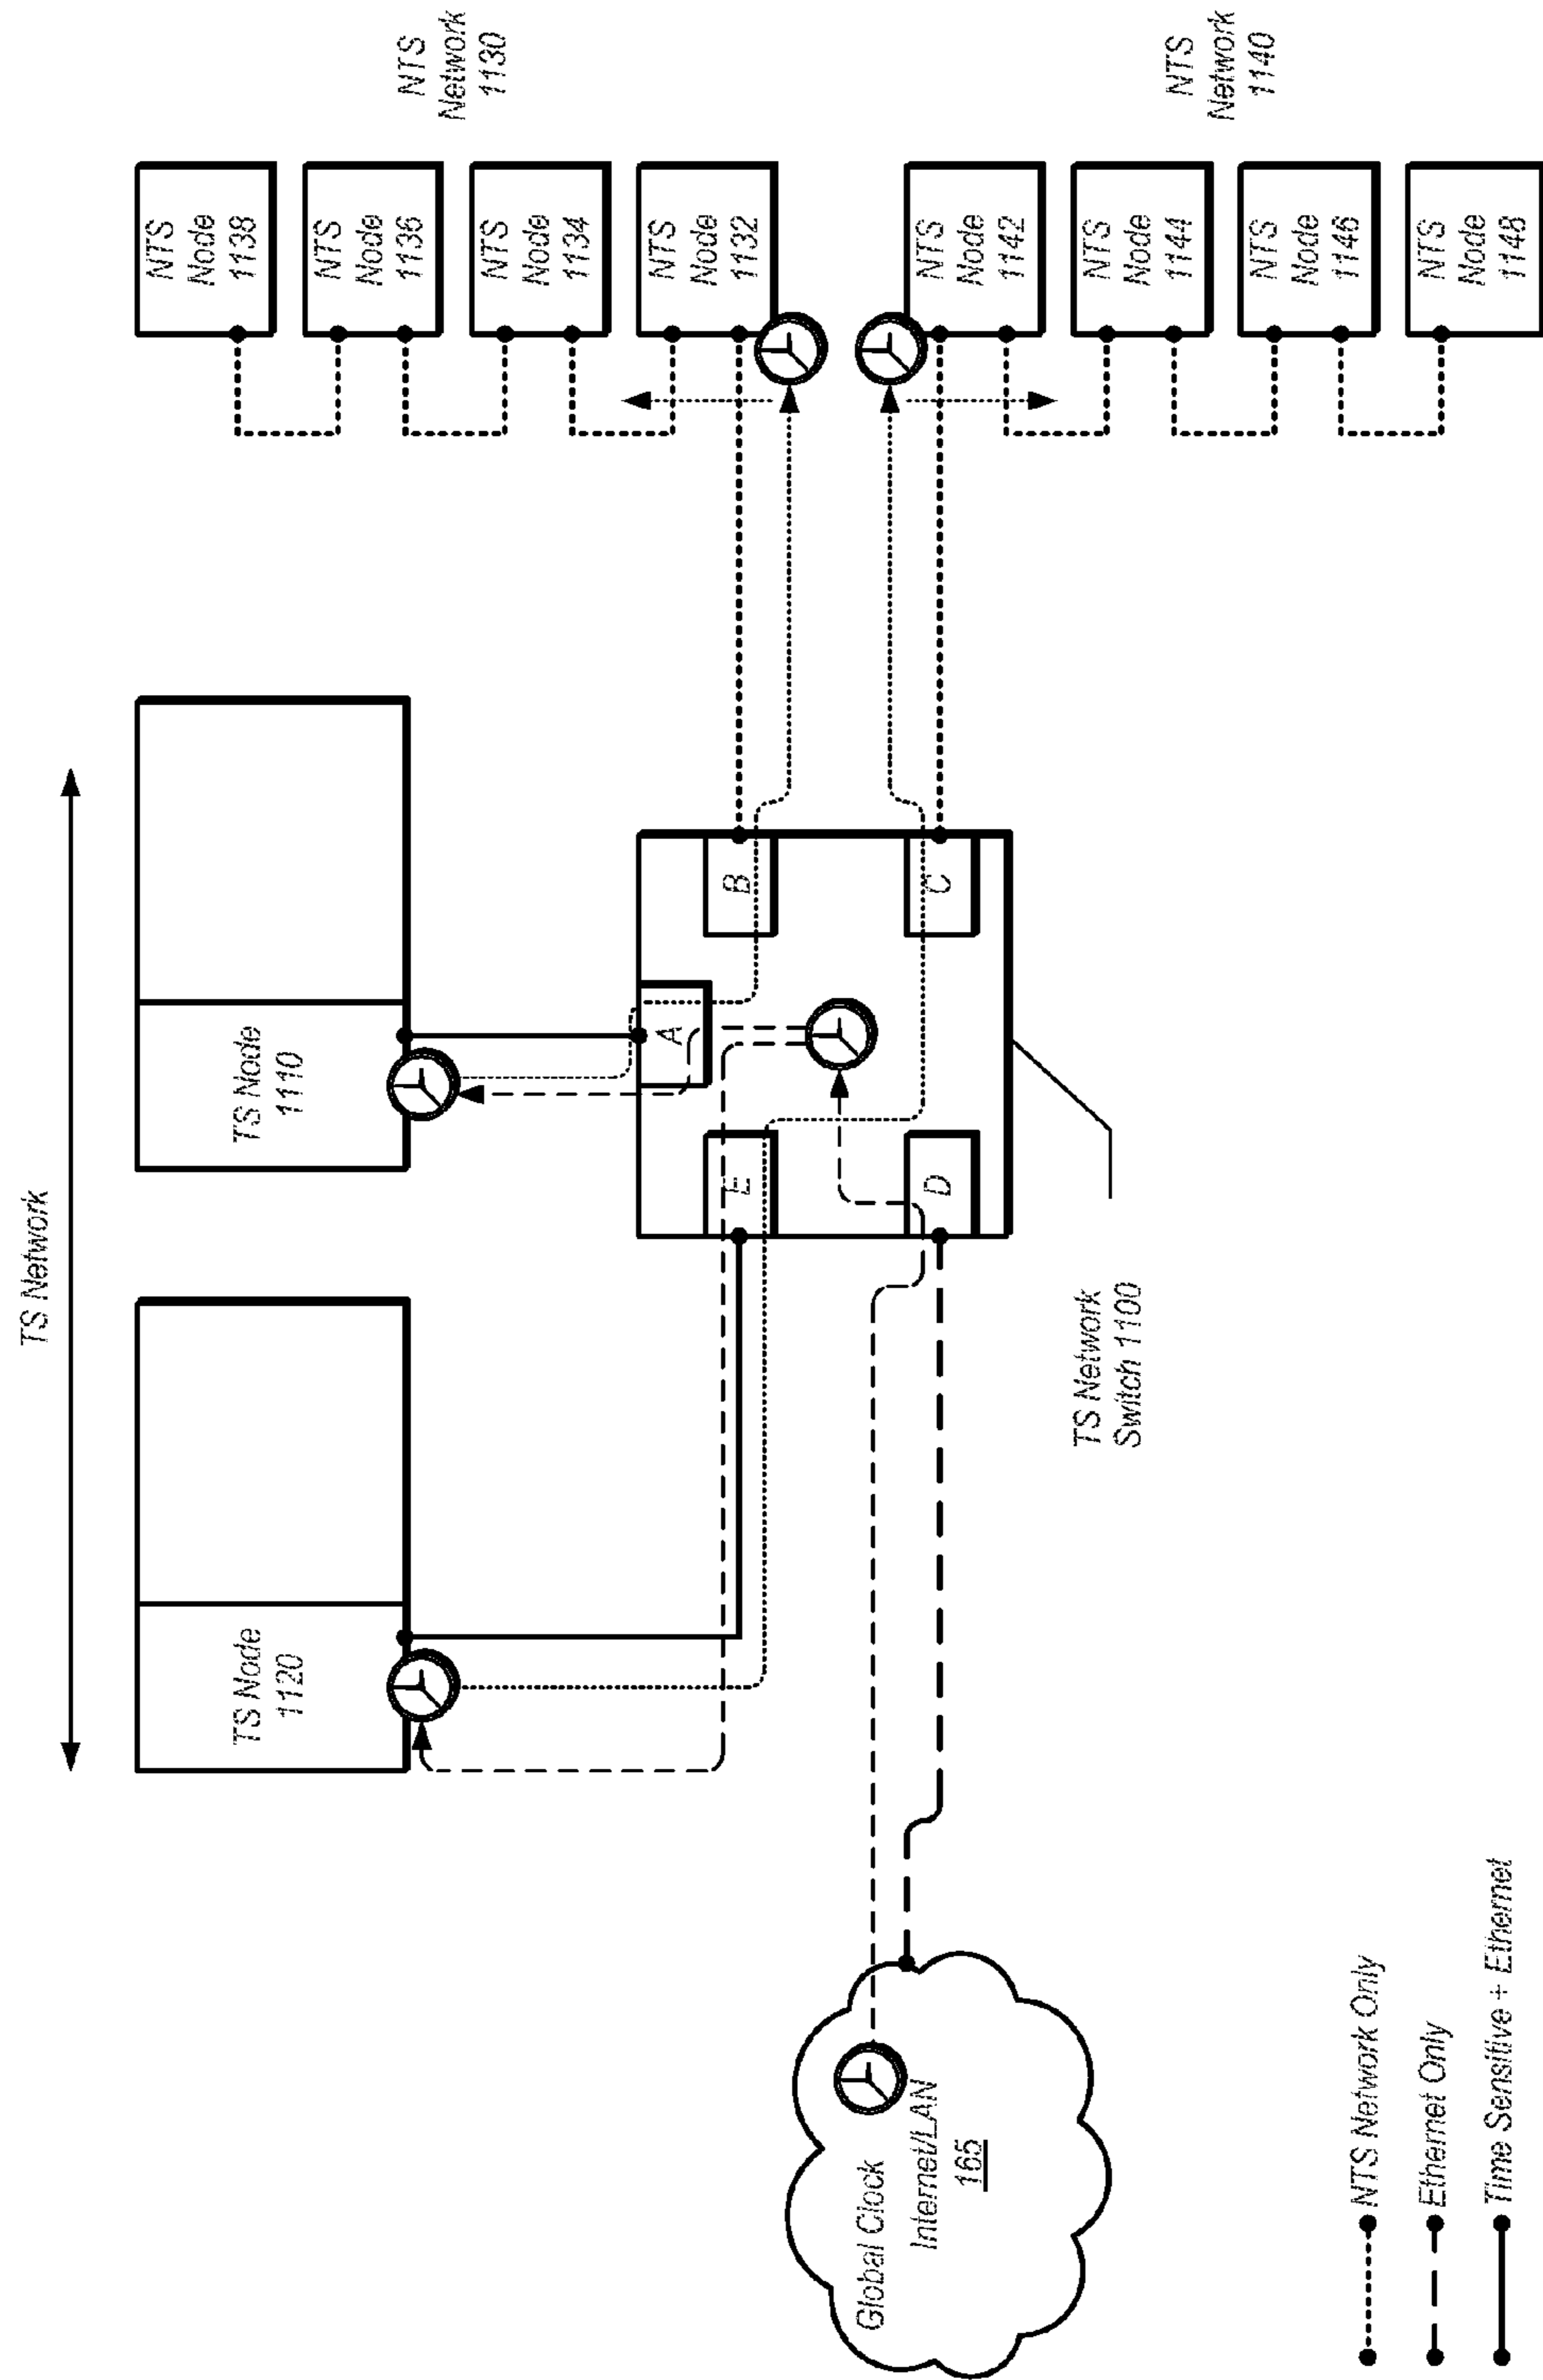 TS Network
TS Node
1120
TS Node
1110
NTS
Node
1138
NTS
Node
1136
NTS
Node
1134
NTS
Node
1132
NTS
Network
1130
NTS
Node
1142
NTS
Node
1144
NTS
Node
1146
NTS
Node
1148
NTS
Network
1140
A
B
C
D
E
TS Network
Switch 1100
Global Clock
Internet/LAN
165
NTS Network Only
Ethernet Only
Time Sensitive + Ethernet